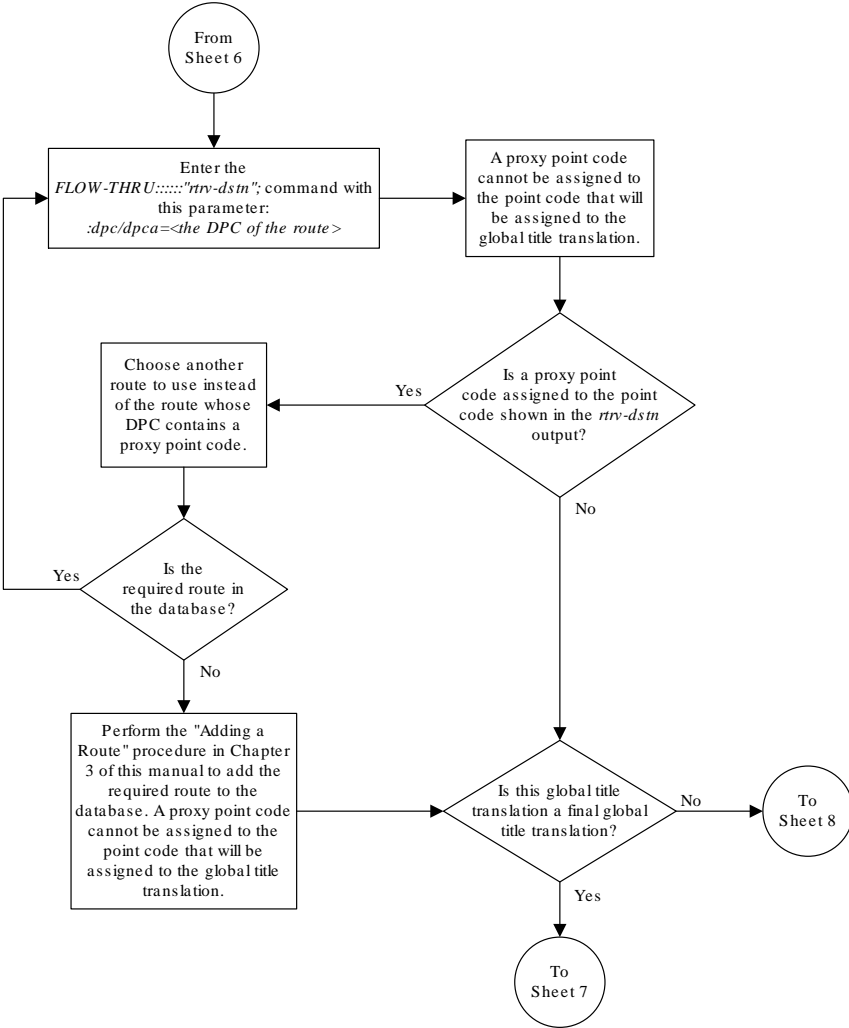 From
Sheet 6
Enter the
FLOW-THRU::::::"rtrv-dstn"; command with
this parameter:
:dpc/dpca=<the DPC of the route>
A proxy point code
cannot be assigned to
the point code that will
be assigned to the
global title translation.
Is a proxy point
code assigned to the point
code shown in the rtrv-dstn
output?
Yes
No
Choose another
route to use instead
of the route whose
DPC contains a
proxy point code.
Is the
required route in
the database?
Yes
No
Perform the "Adding a
Route" procedure in Chapter
3 of this manual to add the
required route to the
database. A proxy point code
cannot be assigned to the
point code that will be
assigned to the global title
translation.
Is this global title
translation a final global
title translation?
No
To
Sheet 8
Yes
To
Sheet 7